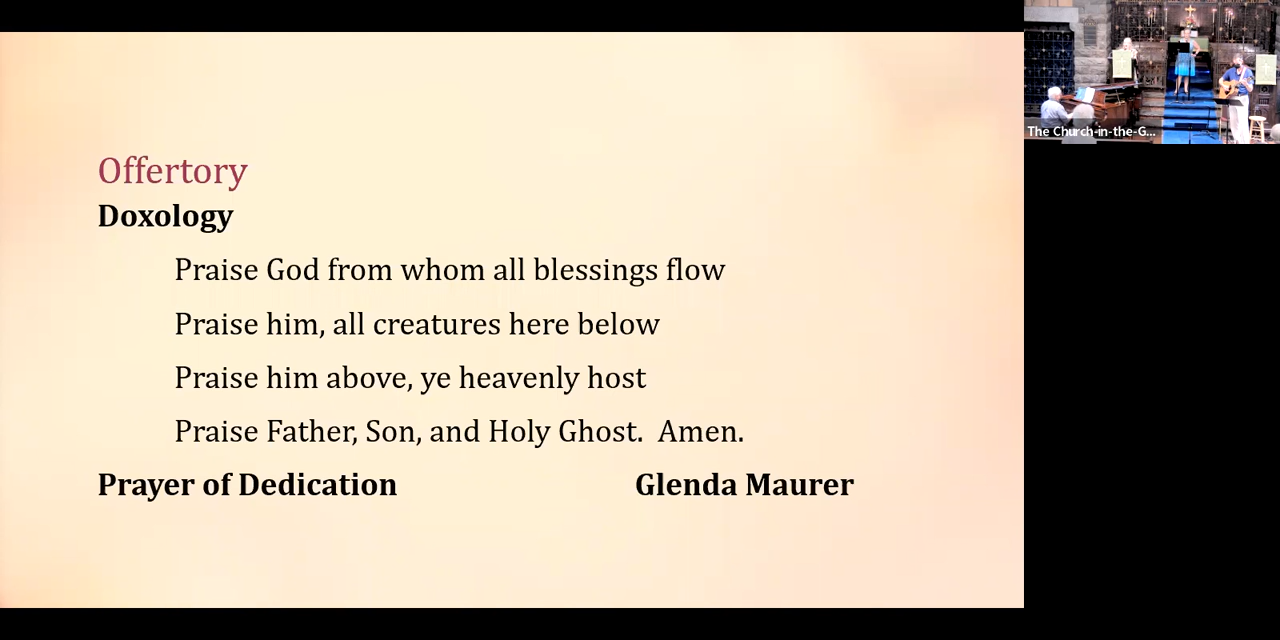 Offertory
Doxology
Praise God from whom all blessings flow
Praise him, all creatures here below
Praise him above, ye heavenly host
Praise Father, Son, and Holy Ghost.  Amen.
Prayer of Dedication Glenda Maurer
The Church-in-the-G...